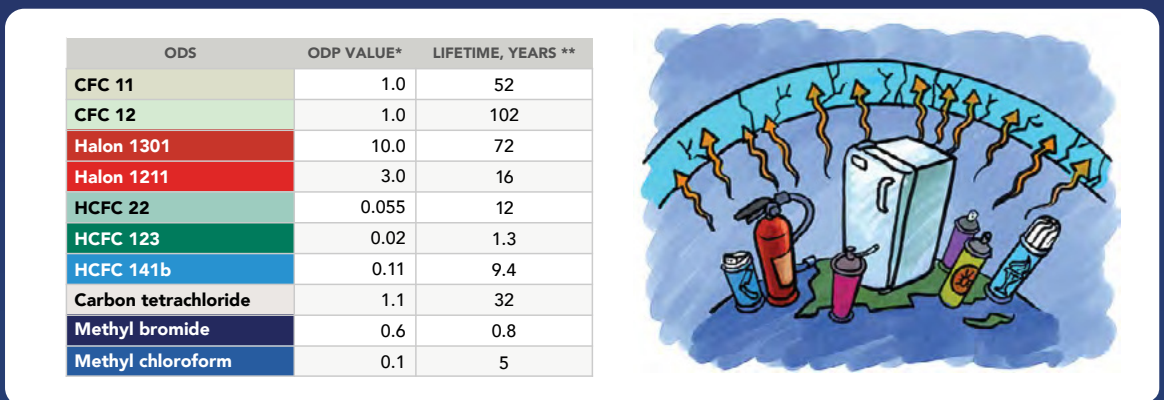 ODS ODP VALUE* LIFETIME, YEARS **
CFC 11 1.0 52
CFC 12 1.0 102
Halon 1301 10.0 72
Halon 1211 3.0 16
HCFC 22 0.055 12
HCFC 123 0.02 1.3
HCFC 141b 0.11 9.4
Carbon tetrachloride 1.1 32
Methyl bromide 0.6 0.8
Methyl chloroform 0.1 5